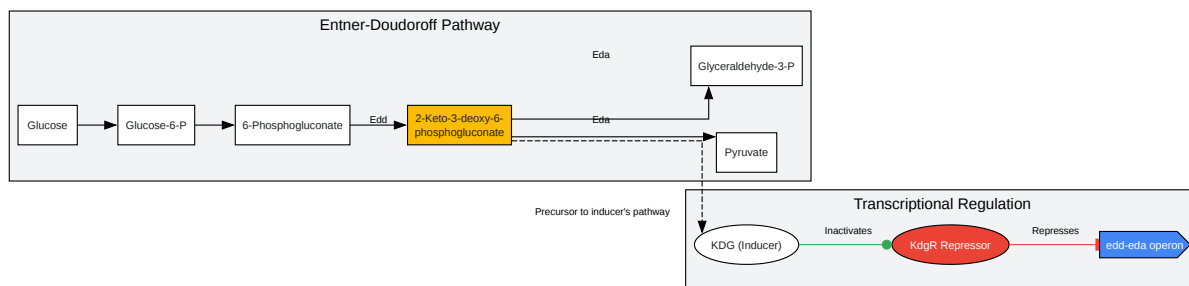 Entner-Doudoroff Pathway
Eda
Glyceraldehyde-3-P
Glucose
Glucose-6-P
6-Phosphogluconate
Edd
2-Keto-3-deoxy-6-
phosphogluconate
Eda
Pyruvate
Precursor to inducer's pathway
Transcriptional Regulation
KDG (Inducer)
Inactivates
KdgR Repressor
Represses
edd-eda operon